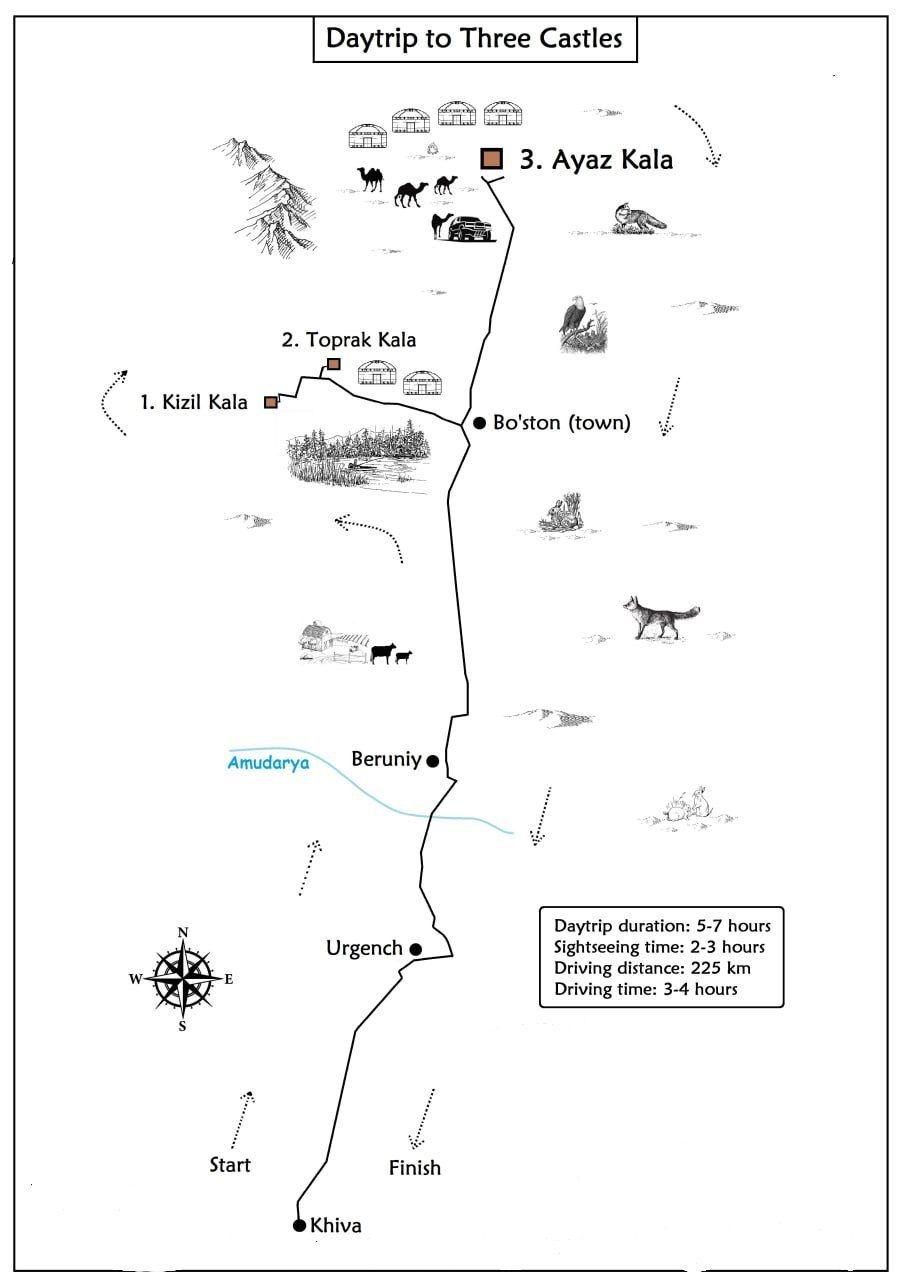 Daytrip to Three Castles
3. Ayaz Kala
2. Toprak Kala
1. Kizil Kala
Bo'ston (town)
Beruniy
Amudarya
Urgench
N
W
E
S
Daytrip duration: 5-7 hours
Sightseeing time: 2-3 hours
Driving distance: 225 km
Driving time: 3-4 hours
Start
Finish
Khiva